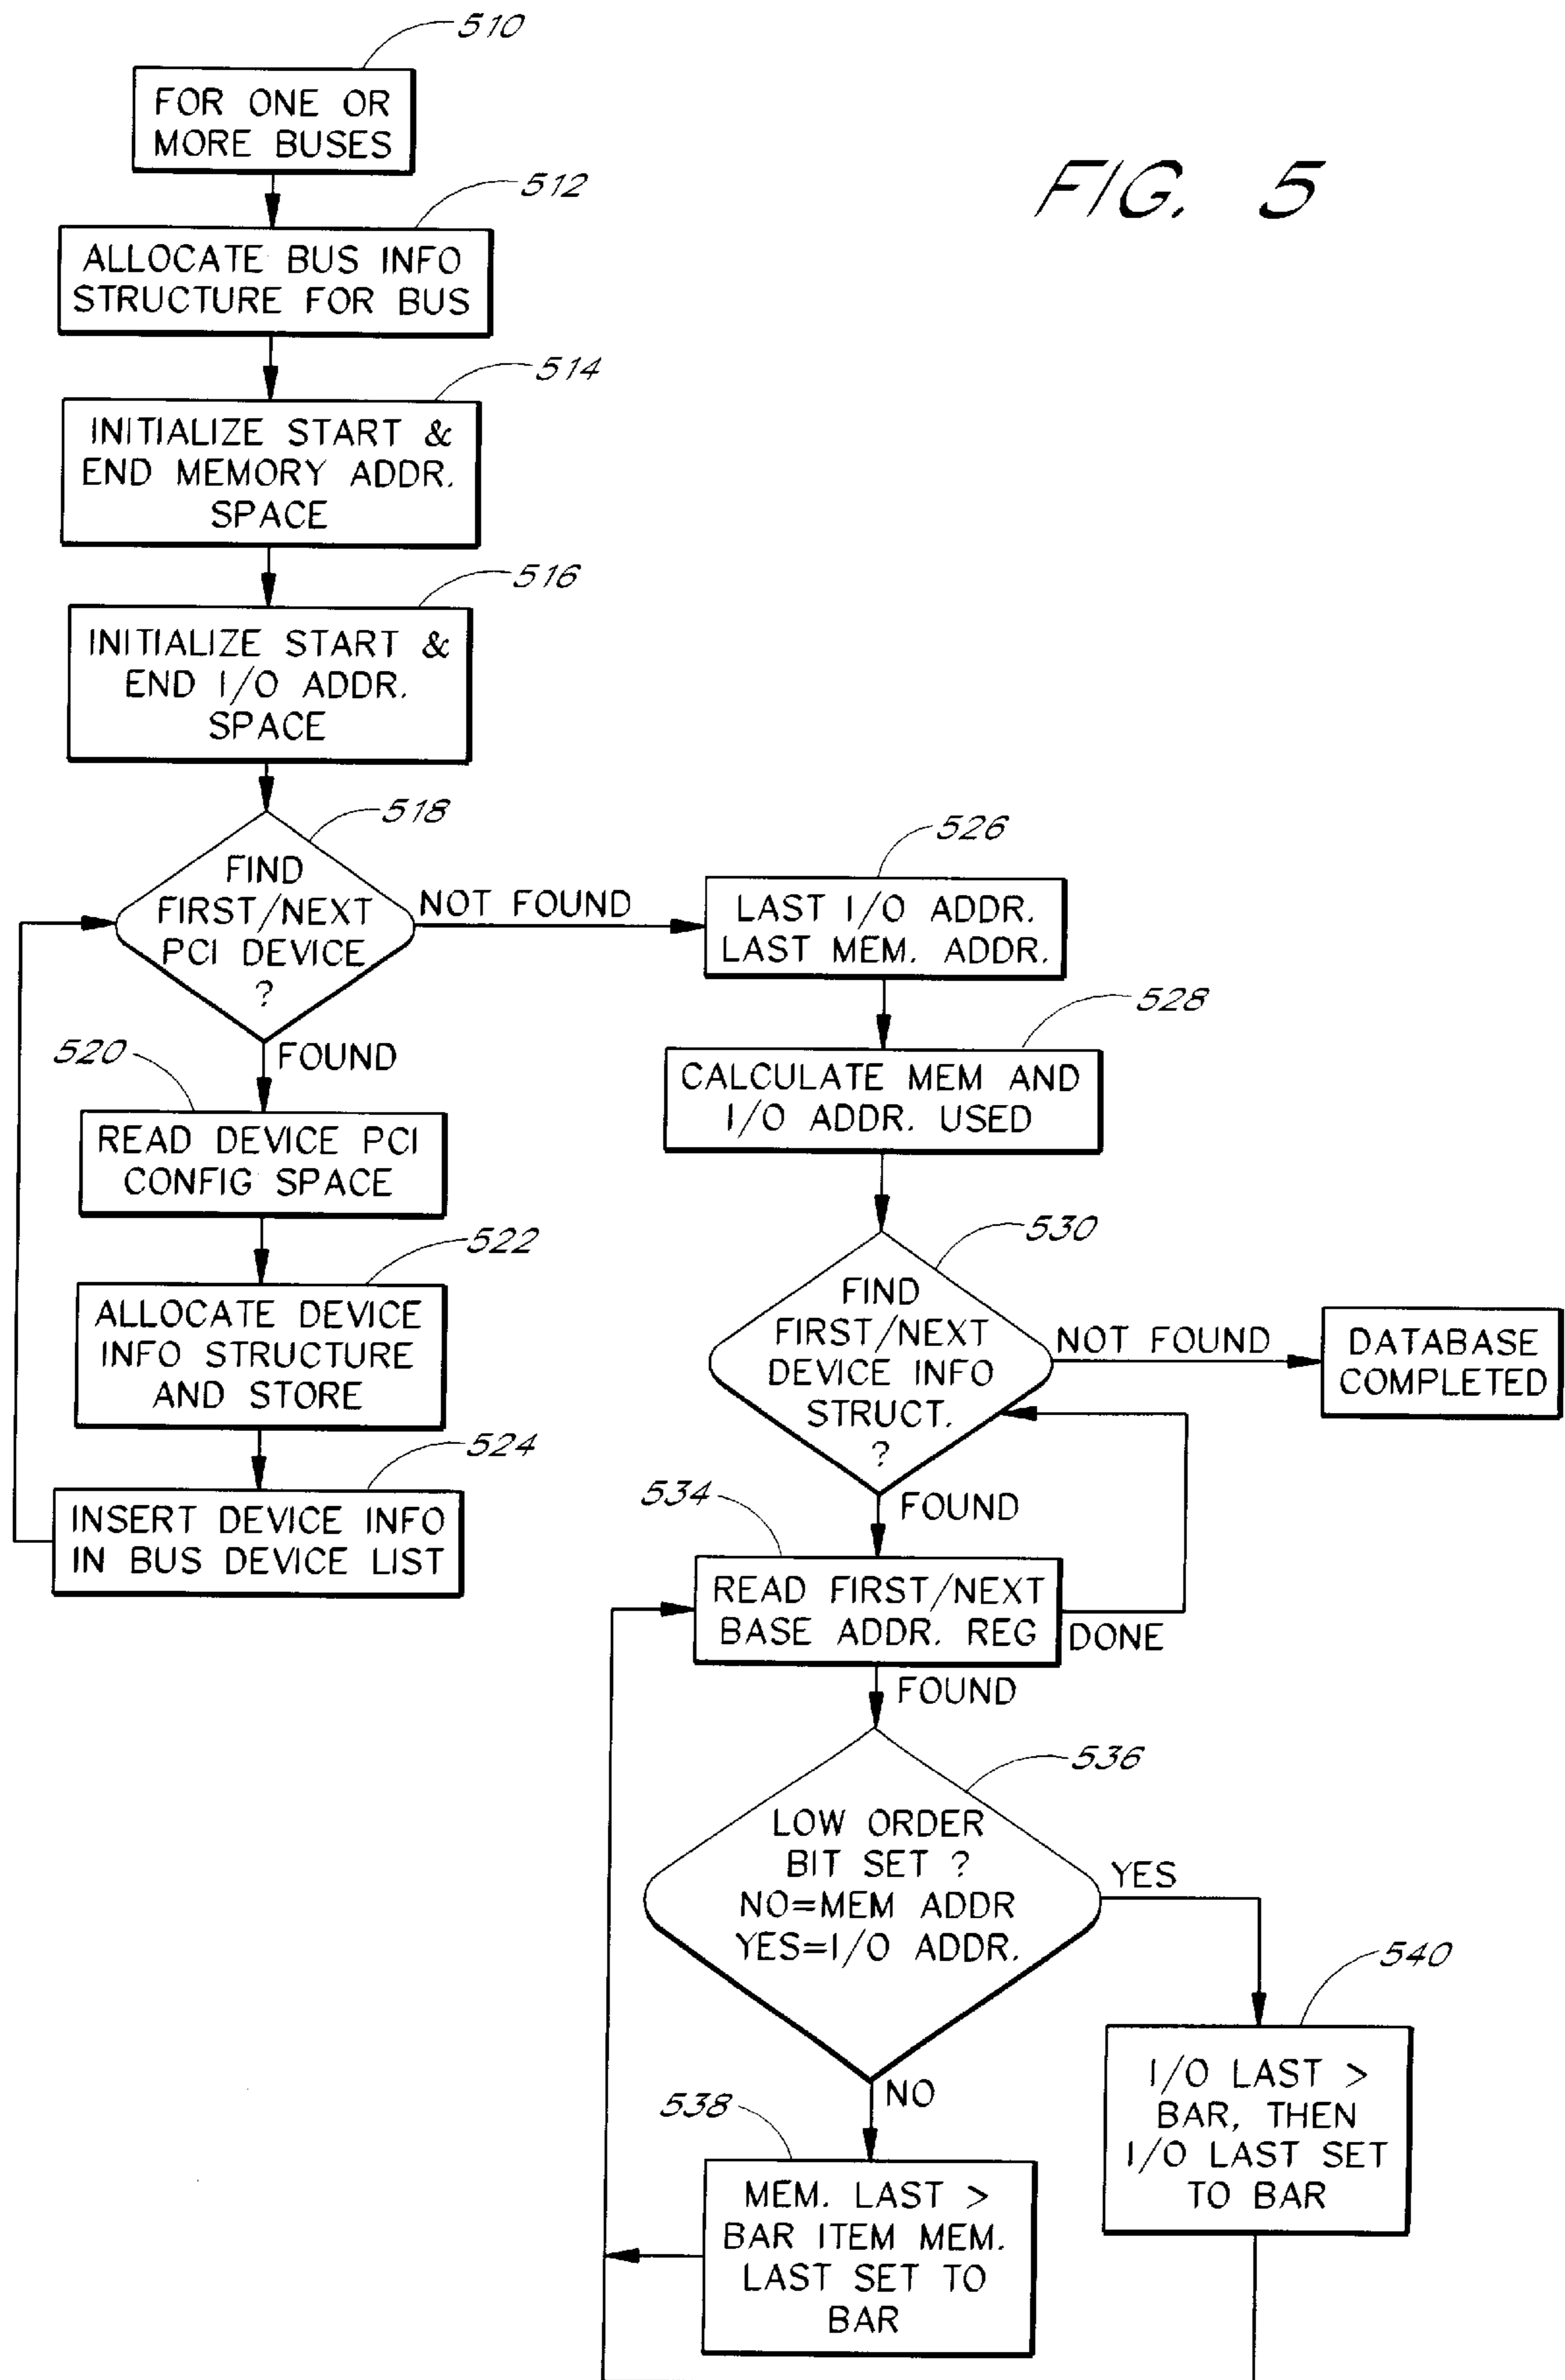 510
FOR ONE OR
MORE BUSES
FIG. 5
512
ALLOCATE BUS INFO
STRUCTURE FOR BUS
514
INITIALIZE START &
END MEMORY ADDR.
SPACE
516
INITIALIZE START &
END I/O ADDR.
SPACE
518
FIND
FIRST/NEXT
PCI DEVICE
?
NOT FOUND
FOUND
520
READ DEVICE PCI
CONFIG SPACE
522
ALLOCATE DEVICE
INFO STRUCTURE
AND STORE
524
INSERT DEVICE INFO
IN BUS DEVICE LIST
526
LAST I/O ADDR.
LAST MEM. ADDR.
528
CALCULATE MEM AND
I/O ADDR. USED
530
FIND
FIRST/NEXT
DEVICE INFO
STRUCT.
?
NOT FOUND
DATABASE
COMPLETED
FOUND
534
READ FIRST/NEXT
BASE ADDR. REG
DONE
FOUND
536
LOW ORDER
BIT SET ?
NO=MEM ADDR
YES=I/O ADDR.
YES
NO
538
MEM. LAST >
BAR ITEM MEM.
LAST SET TO
BAR
540
I/O LAST >
BAR, THEN
I/O LAST SET
TO BAR